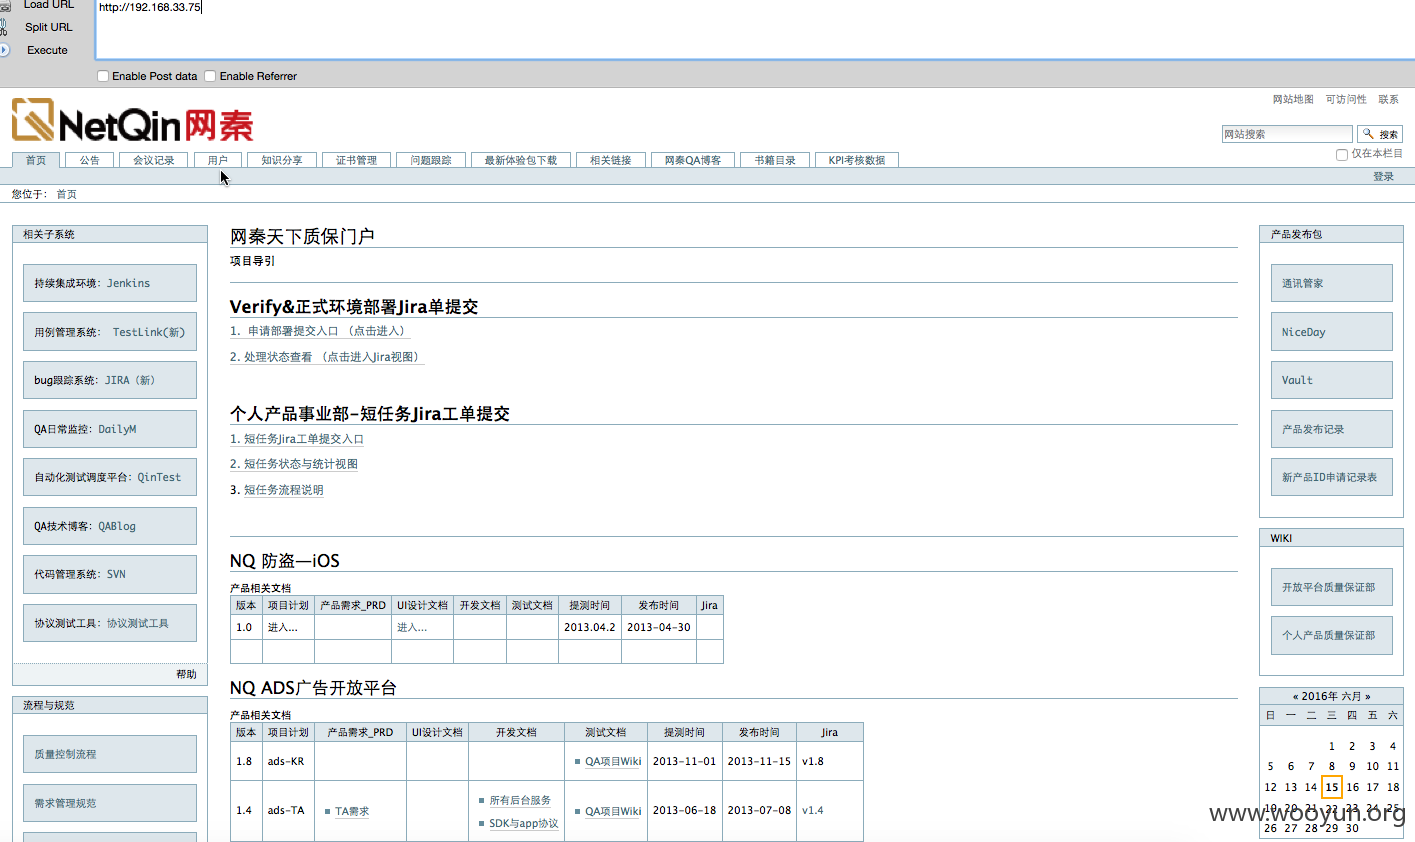 Load URL
http://192.168.33.75
Split URL
Execute
Enable Post data Enable Referrer
网站地图 可访问性 联系
NetQin网秦
网站搜索 搜索
仅在本栏目
首页 公告 会议记录 用户 知识分享 证书管理 问题跟踪 最新体验包下载 相关链接 网秦QA博客 书籍目录 KPI考核数据
登录
您位于: 首页
相关子系统
持续集成环境: Jenkins
用例管理系统: TestLink(新)
bug跟踪系统: JIRA (新)
QA日常监控: DailyM
自动化测试调度平台: QinTest
QA技术博客: QABlog
代码管理系统: SVN
协议测试工具: 协议测试工具
帮助
流程与规范
质量控制流程
需求管理规范
网秦天下质保门户
项目导引
Verify&正式环境部署Jira单提交
1. 申请部署提交入口 (点击进入)
2. 处理状态查看 (点击进入Jira视图)
个人产品事业部–短任务Jira工单提交
1. 短任务Jira工单提交入口
2. 短任务状态与统计视图
3. 短任务流程说明
NQ 防盗—iOS
产品相关文档
版本 项目计划 产品需求_PRD UI设计文档 开发文档 测试文档 提测时间 发布时间 Jira
1.0 进入... 进入... 2013.04.2 2013-04-30
NQ ADS广告开放平台
产品相关文档
版本 项目计划 产品需求_PRD UI设计文档 开发文档 测试文档 提测时间 发布时间 Jira
1.8 ads-KR QA项目Wiki 2013-11-01 2013-11-15 v1.8
1.4 ads-TA TA需求 所有后台服务 SDK与app协议 QA项目Wiki 2013-06-18 2013-07-08 v1.4
产品发布包
通讯管家
NiceDay
Vault
产品发布记录
新产品ID申请记录表
WIKI
开放平台质量保证部
个人产品质量保证部
« 2016年 六月 »
日 一 二 三 四 五 六
1 2 3 4
5 6 7 8 9 10 11
12 13 14 15 16 17 18
19 20 21 22 23 24 25
26 27 28 29 30
www.wooyun.org